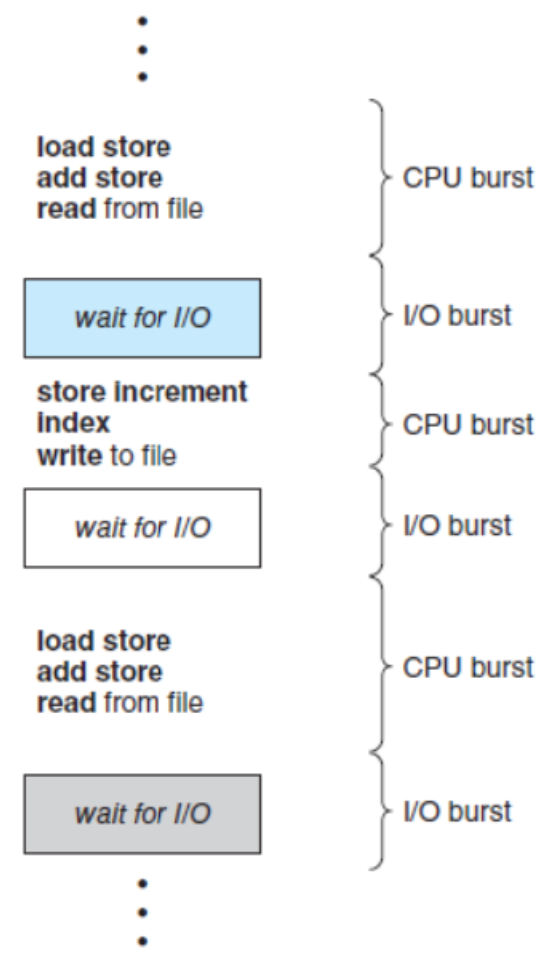 load store
add store
read from file
CPU burst
wait for I/O
I/O burst
store increment
index
write to file
CPU burst
wait for I/O
I/O burst
load store
add store
read from file
CPU burst
wait for I/O
I/O burst